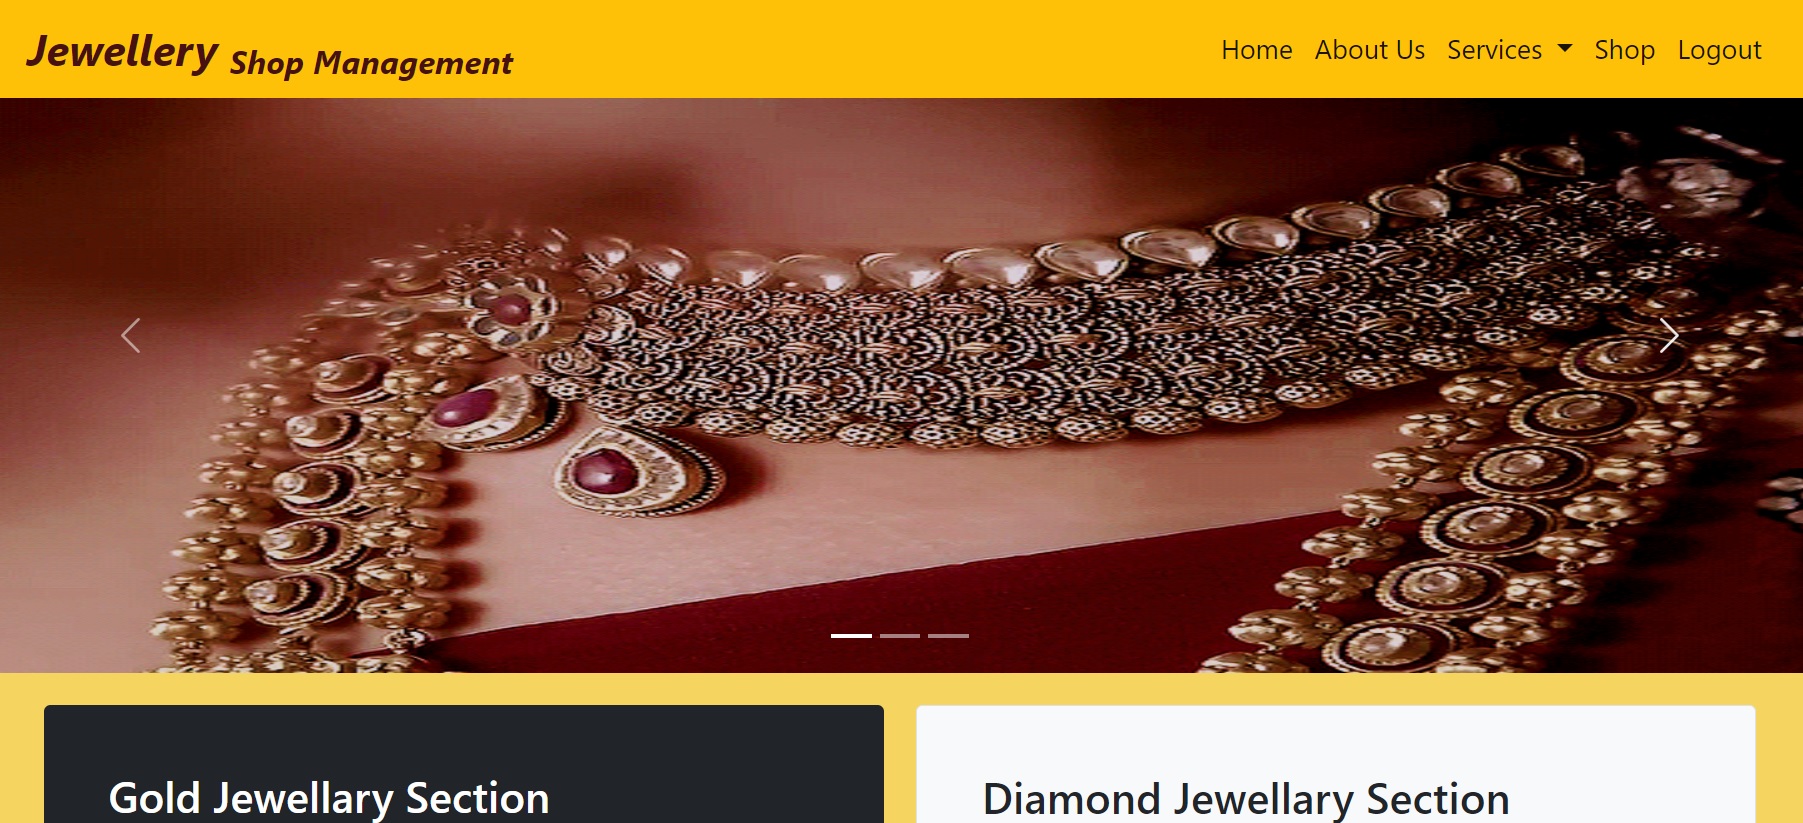 Jewellery Shop Management
Home About Us Services Shop Logout
Gold Jewellary Section
Diamond Jewellary Section